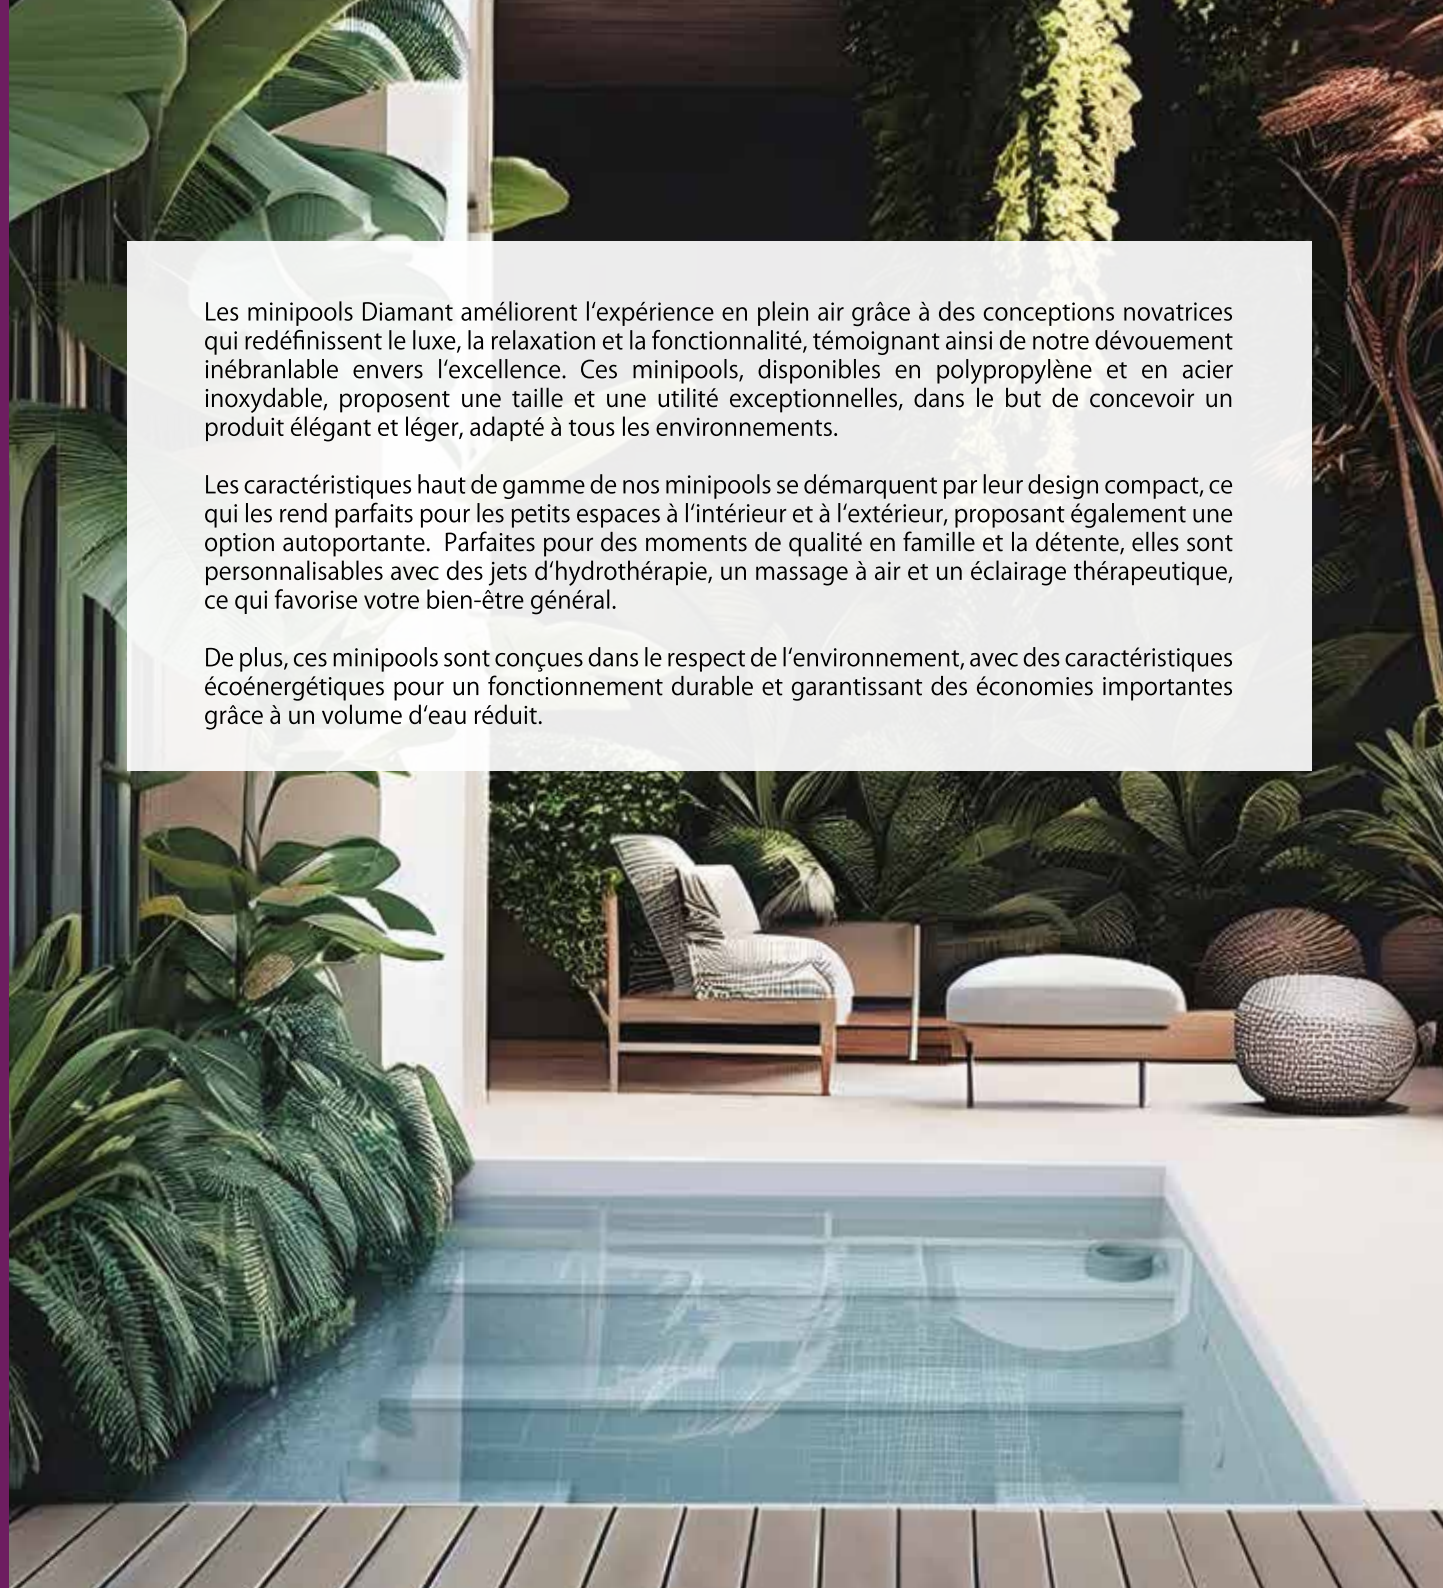 Les minipools Diamant améliorent l‘expérience en plein air grâce à des conceptions novatrices
qui redéfinissent le luxe, la relaxation et la fonctionnalité, témoignant ainsi de notre dévouement
inébranlable envers l‘excellence. Ces minipools, disponibles en polypropylène et en acier
inoxydable, proposent une taille et une utilité exceptionnelles, dans le but de concevoir un
produit élégant et léger, adapté à tous les environnements.
Les caractéristiques haut de gamme de nos minipools se démarquent par leur design compact, ce
qui les rend parfaits pour les petits espaces à l‘intérieur et à l‘extérieur, proposant également une
option autoportante.  Parfaites pour des moments de qualité en famille et la détente, elles sont
personnalisables avec des jets d‘hydrothérapie, un massage à air et un éclairage thérapeutique,
ce qui favorise votre bien-être général.
De plus, ces minipools sont conçues dans le respect de l‘environnement, avec des caractéristiques
écoénergétiques pour un fonctionnement durable et garantissant des économies importantes
grâce à un volume d‘eau réduit.